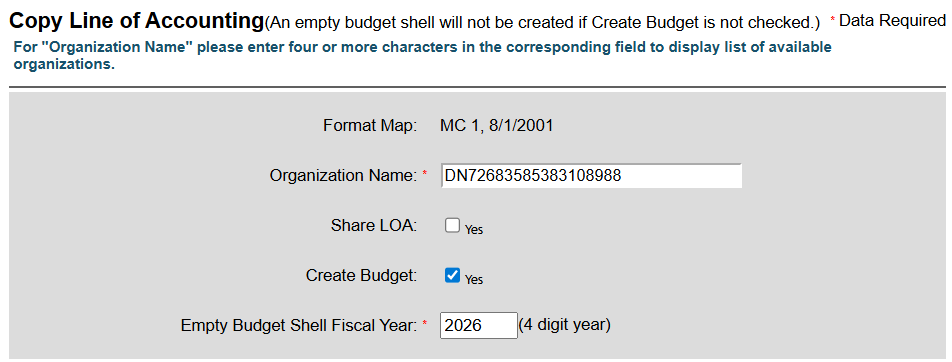 Copy Line of Accounting(An empty budget shell will not be created if Create Budget is not checked.) * Data Required
For "Organization Name" please enter four or more characters in the corresponding field to display list of available
organizations.
Format Map: MC 1, 8/1/2001
Organization Name: * DN72683585383108988
Share LOA: Yes
Create Budget: Yes
Empty Budget Shell Fiscal Year: * 2026 (4 digit year)